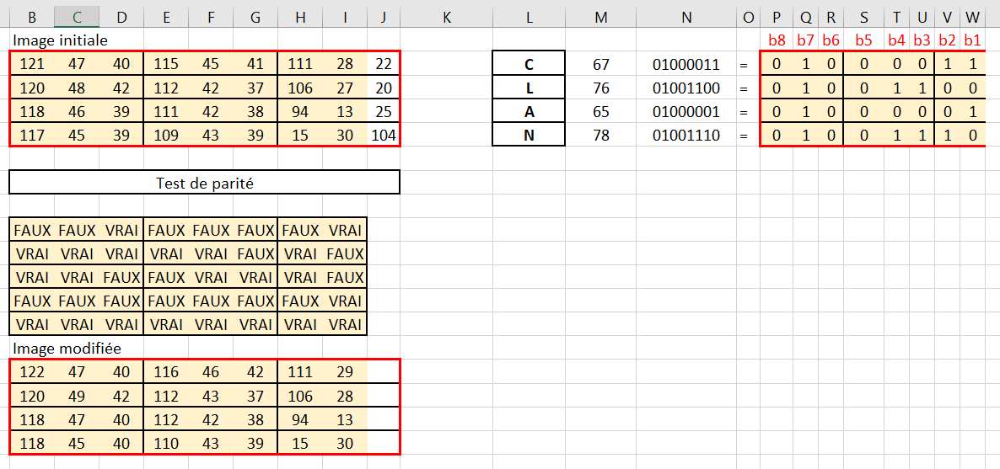 B C D E F G H I J K L M N O P Q R S T U V W
Image initiale b8 b7 b6 b5 b4 b3 b2 b1
121 47 40 115 45 41 111 28 22 C 67 01000011 = 0 1 0 0 0 0 1 1
120 48 42 112 42 37 106 27 20 L 76 01001100 = 0 1 0 0 1 1 0 0
118 46 39 111 42 38 94 13 25 A 65 01000001 = 0 1 0 0 0 0 0 1
117 45 39 109 43 39 15 30 104 N 78 01001110 = 0 1 0 0 1 1 1 0
Test de parité
FAUX FAUX VRAI FAUX FAUX FAUX FAUX VRAI
VRAI VRAI VRAI VRAI VRAI FAUX VRAI FAUX
VRAI VRAI FAUX FAUX VRAI VRAI VRAI FAUX
FAUX FAUX FAUX FAUX FAUX FAUX FAUX VRAI
VRAI VRAI VRAI VRAI VRAI VRAI VRAI VRAI
Image modifiée
122 47 40 116 46 42 111 29
120 49 42 112 43 37 106 28
118 47 40 112 42 38 94 13
118 45 40 110 43 39 15 30